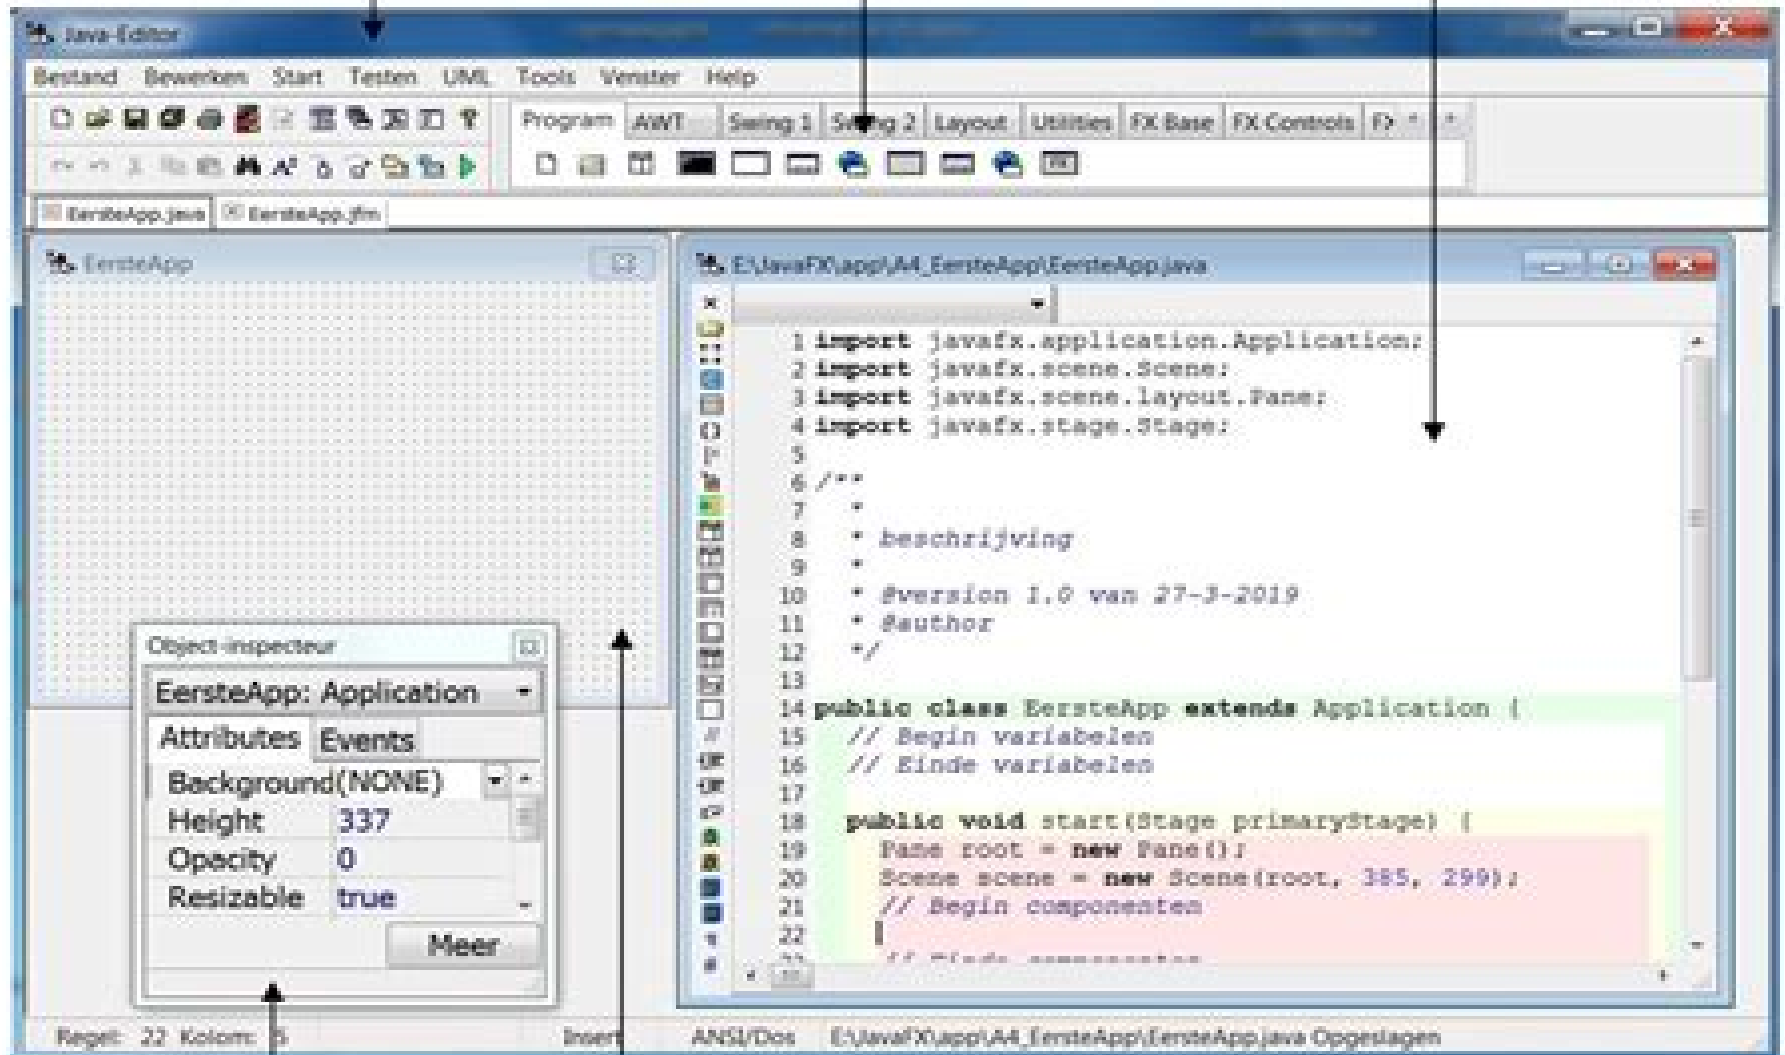 Java-Editor
Bestand Bewerken Start Testen UML Tools Venster Help
Program AWT Swing 1 Swing 2 Layout Utilities FX Base FX Controls
EersteApp.java EersteApp.jfm
EersteApp
E:\JavaFX\app\A4_EersteApp\EersteApp.java
1 import javafx.application.Application;
2 import javafx.scene.Scene;
3 import javafx.scene.layout.Pane;
4 import javafx.stage.Stage;
5
6 /**
7 *
8 * beschrijving
9 *
10 * @version 1.0 van 27-3-2019
11 * @author
12 */
13
14 public class EersteApp extends Application {
15 // Begin variabelen
16 // Einde variabelen
17
18 public void start(Stage primaryStage) {
19 Pane root = new Pane();
20 Scene scene = new Scene(root, 385, 299);
21 // Begin componenten
22
23 // Einde componenten
Object-inspecteur
EersteApp: Application
Attributes Events
Background (NONE)
Height 337
Opacity 0
Resizable true
Meer
Regel: 22 Kolom: 5 Insert ANSI/Dos E:\JavaFX\app\A4_EersteApp\EersteApp.java Opgeslagen